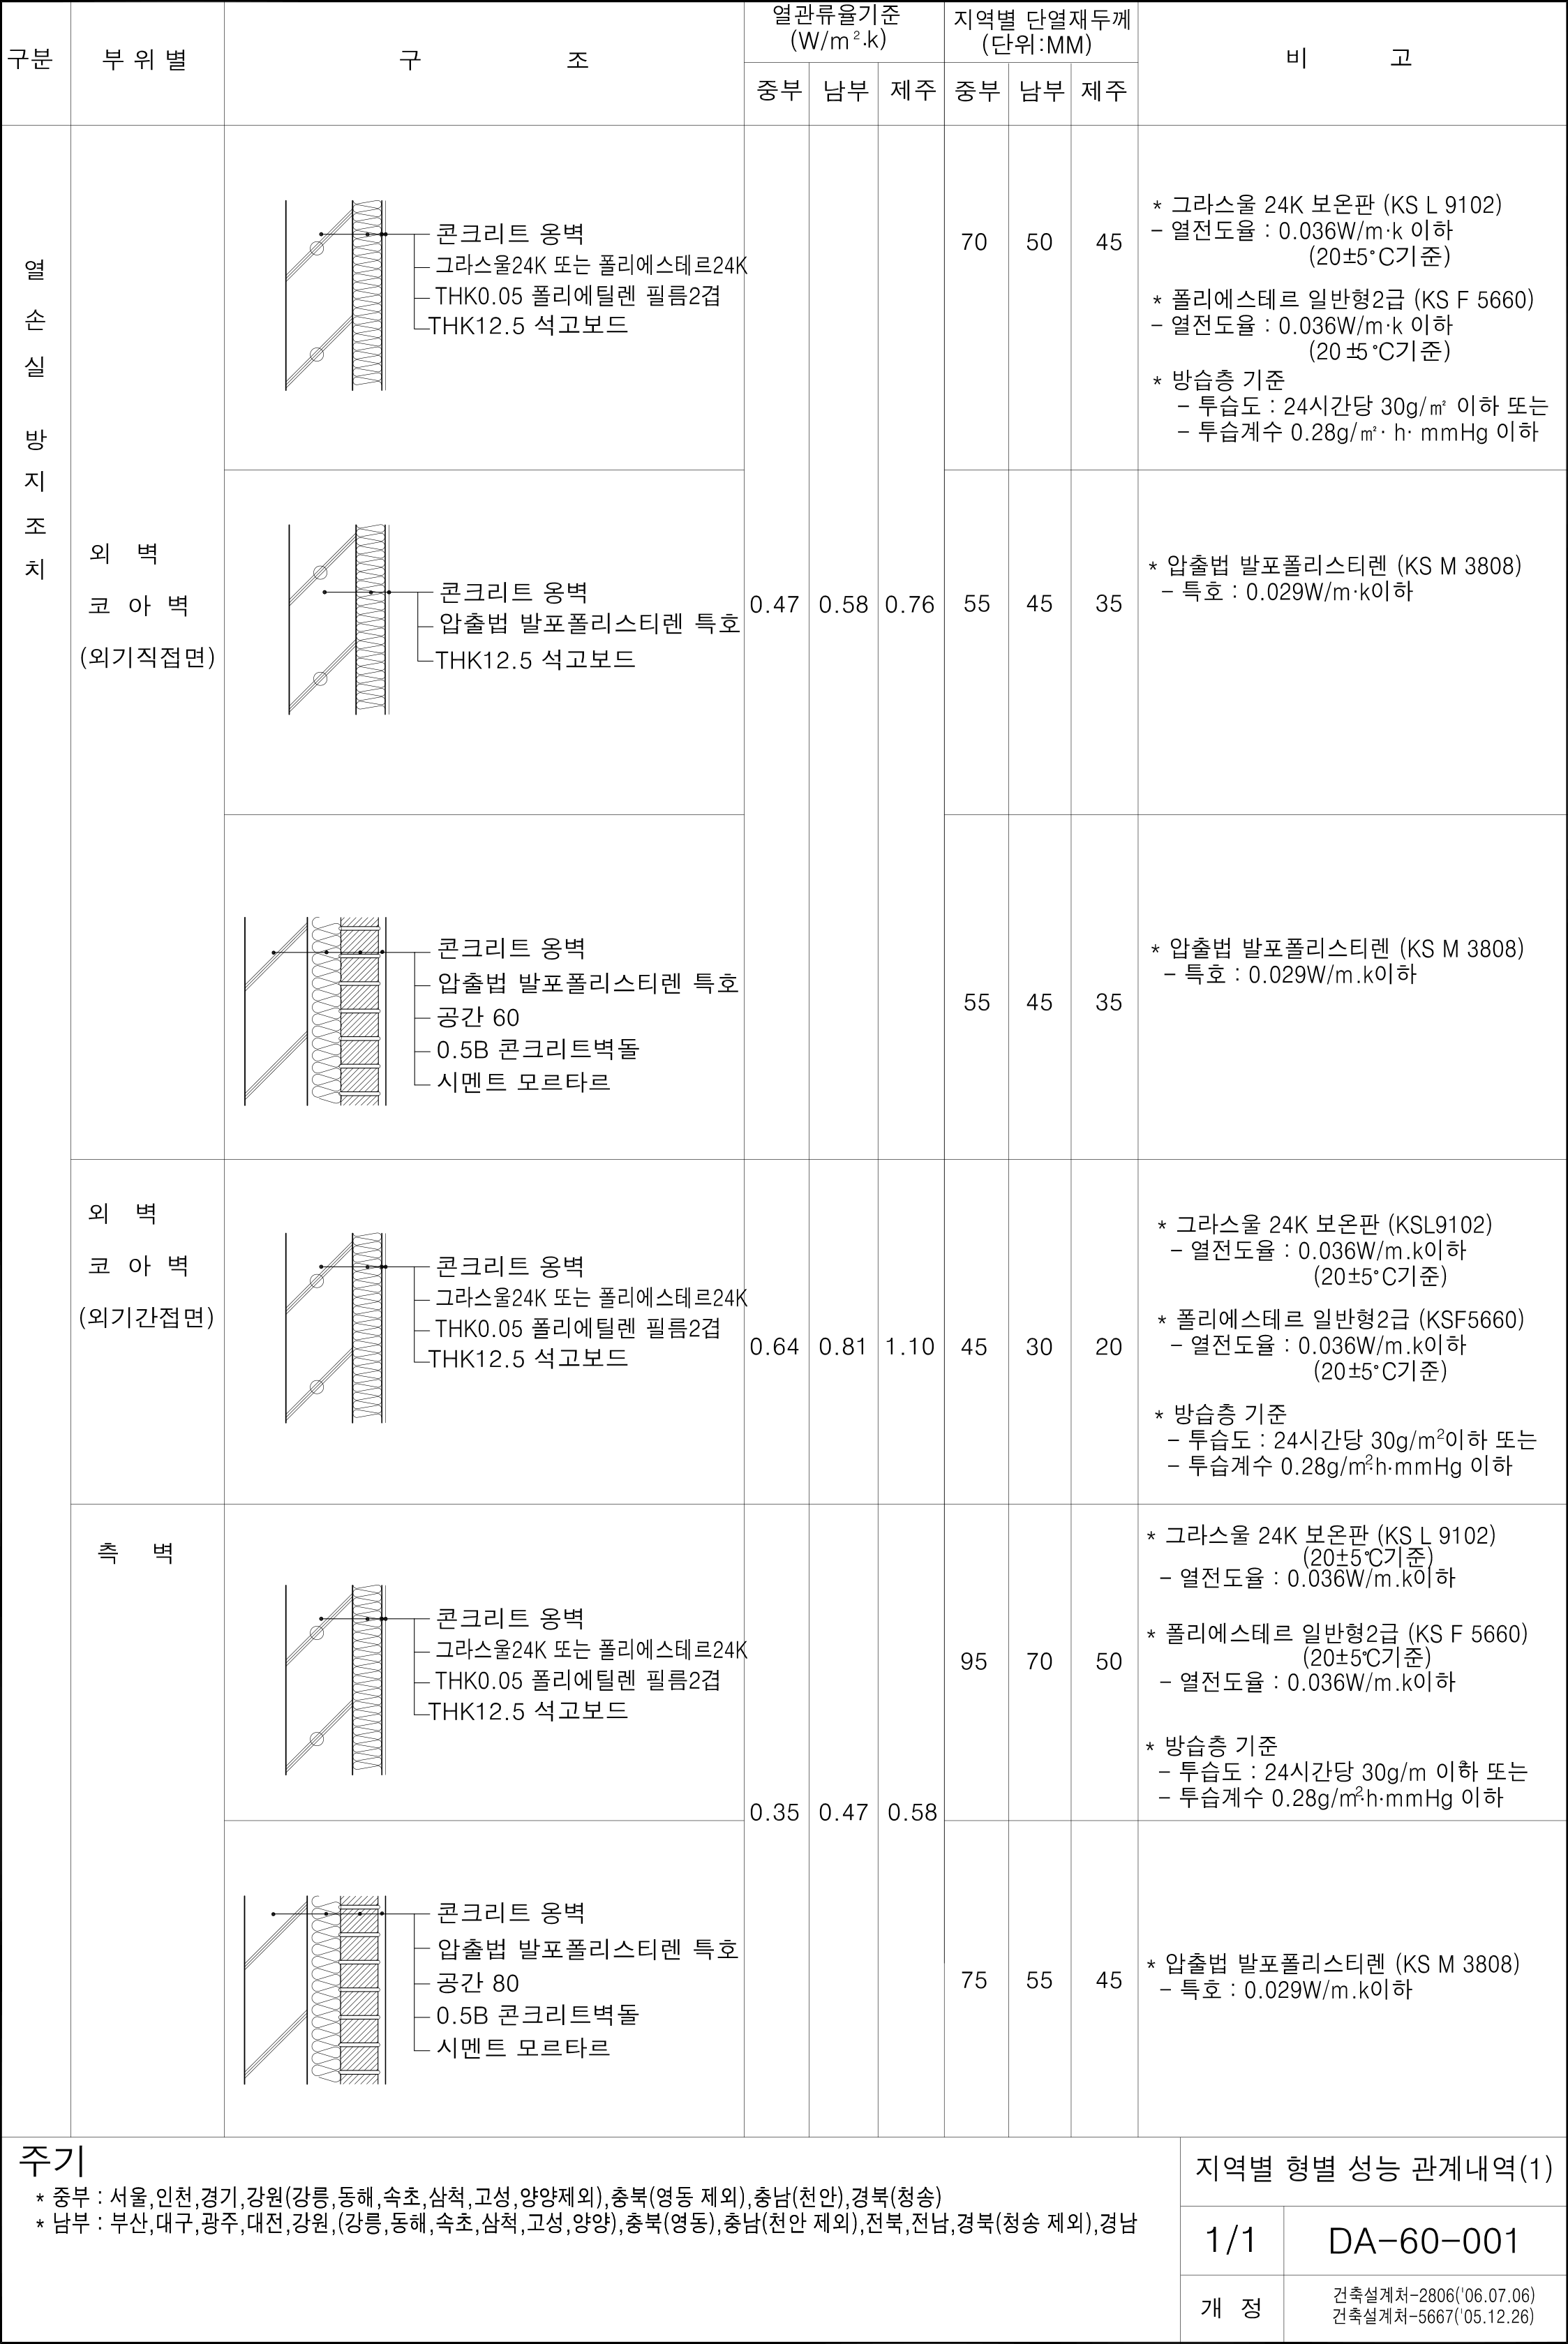 구분
부 위 별
구 조
열관류율기준
(W/m².k)
지역별 단열재두께
(단위:MM)
비 고
중부 남부 제주 중부 남부 제주
열손실 방지조치
외 벽
코 아 벽
(외기직접면)
콘크리트 옹벽
그라스울24K 또는 폴리에스테르24K
THK0.05 폴리에틸렌 필름2겹
THK12.5 석고보드
70 50 45
* 그라스울 24K 보온판 (KS L 9102)
- 열전도율 : 0.036W/m·k 이하
(20±5°C기준)
* 폴리에스테르 일반형2급 (KS F 5660)
- 열전도율 : 0.036W/m·k 이하
(20±5°C기준)
* 방습층 기준
- 투습도 : 24시간당 30g/㎡ 이하 또는
- 투습계수 0.28g/㎡· h· mmHg 이하
콘크리트 옹벽
압출법 발포폴리스티렌 특호
THK12.5 석고보드
0.47 0.58 0.76
55 45 35
* 압출법 발포폴리스티렌 (KS M 3808)
- 특호 : 0.029W/m·k이하
콘크리트 옹벽
압출법 발포폴리스티렌 특호
공간 60
0.5B 콘크리트벽돌
시멘트 모르타르
55 45 35
* 압출법 발포폴리스티렌 (KS M 3808)
- 특호 : 0.029W/m.k이하
외 벽
코 아 벽
(외기간접면)
콘크리트 옹벽
그라스울24K 또는 폴리에스테르24K
THK0.05 폴리에틸렌 필름2겹
THK12.5 석고보드
0.64 0.81 1.10
45 30 20
* 그라스울 24K 보온판 (KSL9102)
- 열전도율 : 0.036W/m.k이하
(20±5°C기준)
* 폴리에스테르 일반형2급 (KSF5660)
- 열전도율 : 0.036W/m.k이하
(20±5°C기준)
* 방습층 기준
- 투습도 : 24시간당 30g/m²이하 또는
- 투습계수 0.28g/m²·h·mmHg 이하
측 벽
콘크리트 옹벽
그라스울24K 또는 폴리에스테르24K
THK0.05 폴리에틸렌 필름2겹
THK12.5 석고보드
0.35 0.47 0.58
95 70 50
* 그라스울 24K 보온판 (KS L 9102)
(20±5°C기준)
- 열전도율 : 0.036W/m.k이하
* 폴리에스테르 일반형2급 (KS F 5660)
(20±5°C기준)
- 열전도율 : 0.036W/m.k이하
* 방습층 기준
- 투습도 : 24시간당 30g/m² 이하 또는
- 투습계수 0.28g/m²·h·mmHg 이하
콘크리트 옹벽
압출법 발포폴리스티렌 특호
공간 80
0.5B 콘크리트벽돌
시멘트 모르타르
75 55 45
* 압출법 발포폴리스티렌 (KS M 3808)
- 특호 : 0.029W/m.k이하
주기
* 중부 : 서울,인천,경기,강원(강릉,동해,속초,삼척,고성,양양제외),충북(영동 제외),충남(천안),경북(청송)
* 남부 : 부산,대구,광주,대전,강원,(강릉,동해,속초,삼척,고성,양양),충북(영동),충남(천안 제외),전북,전남,경북(청송 제외),경남
지역별 형별 성능 관계내역(1)
1/1 DA-60-001
개 정
건축설계처-2806('06.07.06)
건축설계처-5667('05.12.26)